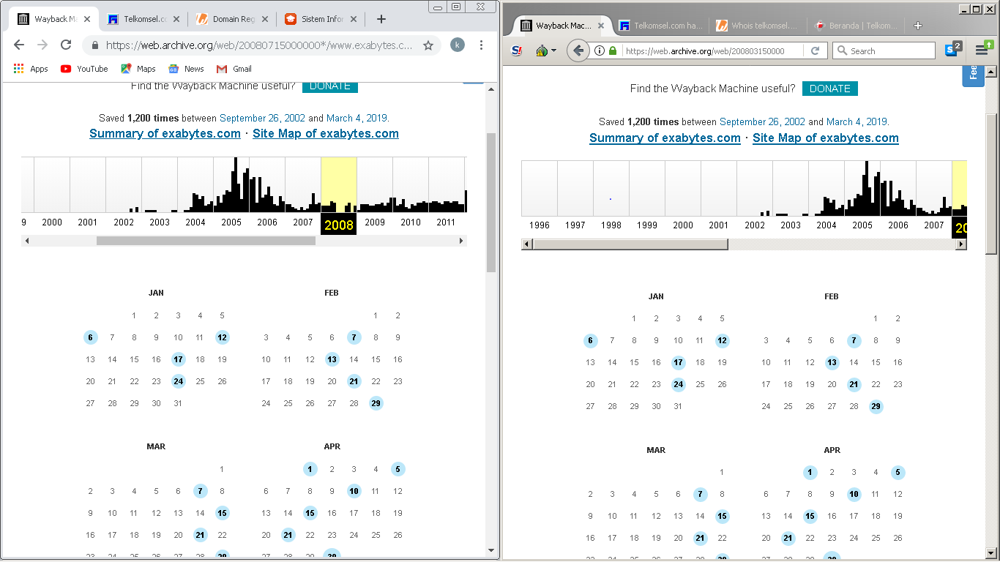 Wayback Ma
Telkomsel.co
Domain Reg
Sistem Infor
https://web.archive.org/web/20080715000000*/www.exabytes.c...
k
Apps
YouTube
Maps
News
Gmail
Find the Wayback Machine useful? DONATE
Saved 1,200 times between September 26, 2002 and March 4, 2019.
Summary of exabytes.com · Site Map of exabytes.com
9 2000 2001 2002 2003 2004 2005 2006 2007 2008 2009 2010 2011
JAN FEB
1 2 3 4 5 1 2
6 7 8 9 10 11 12 3 4 5 6 7 8 9
13 14 15 16 17 18 19 10 11 12 13 14 15 16
20 21 22 23 24 25 26 17 18 19 20 21 22 23
27 28 29 30 31 24 25 26 27 28 29
MAR APR
1 1 2 3 4 5
2 3 4 5 6 7 8 6 7 8 9 10 11 12
9 10 11 12 13 14 15 13 14 15 16 17 18 19
16 17 18 19 20 21 22 20 21 22 23 24 25 26
23 24 25 26 27 28 29 27 28 29 30
Wayback Mac...
Telkomsel.com ha...
Whois telkomsel....
Beranda | Telkom...
S!
https://web.archive.org/web/200803150000
Search
S 2
Fee
Find the Wayback Machine useful? DONATE
Saved 1,200 times between September 26, 2002 and March 4, 2019.
Summary of exabytes.com · Site Map of exabytes.com
1996 1997 1998 1999 2000 2001 2002 2003 2004 2005 2006 2007 20
JAN FEB
1 2 3 4 5 1 2
6 7 8 9 10 11 12 3 4 5 6 7 8 9
13 14 15 16 17 18 19 10 11 12 13 14 15 16
20 21 22 23 24 25 26 17 18 19 20 21 22 23
27 28 29 30 31 24 25 26 27 28 29
MAR APR
1 1 2 3 4 5
2 3 4 5 6 7 8 6 7 8 9 10 11 12
9 10 11 12 13 14 15 13 14 15 16 17 18 19
16 17 18 19 20 21 22 20 21 22 23 24 25 26
23 24 25 26 27 28 29 27 28 29 30